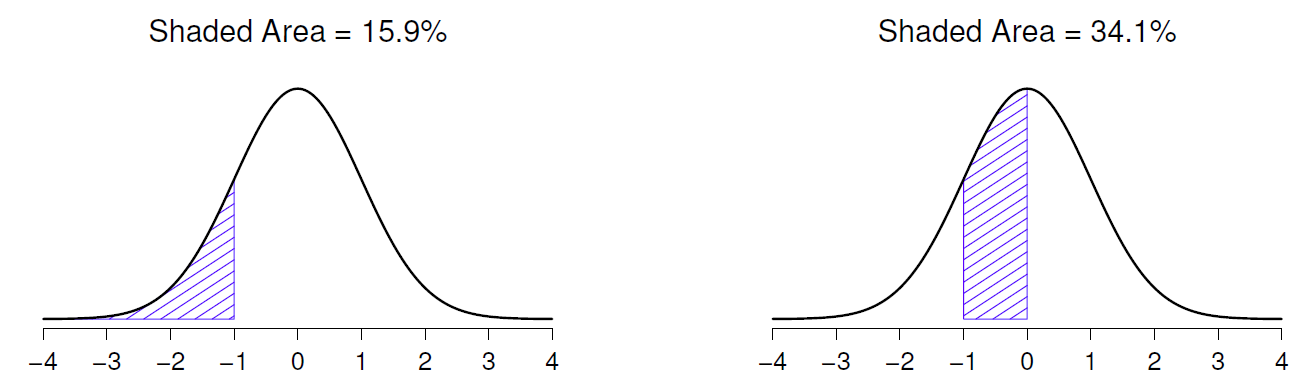 Shaded Area = 15.9%
−4 −3 −2 −1 0 1 2 3 4
Shaded Area = 34.1%
−4 −3 −2 −1 0 1 2 3 4